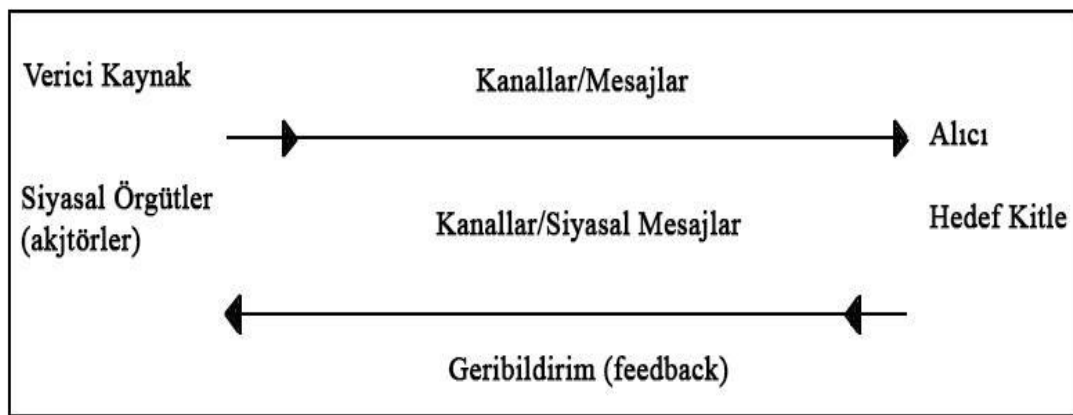 Verici Kaynak
Kanallar/Mesajlar
Alıcı
Siyasal Örgütler
(akjtörler)
Kanallar/Siyasal Mesajlar
Hedef Kitle
Geribildirim (feedback)